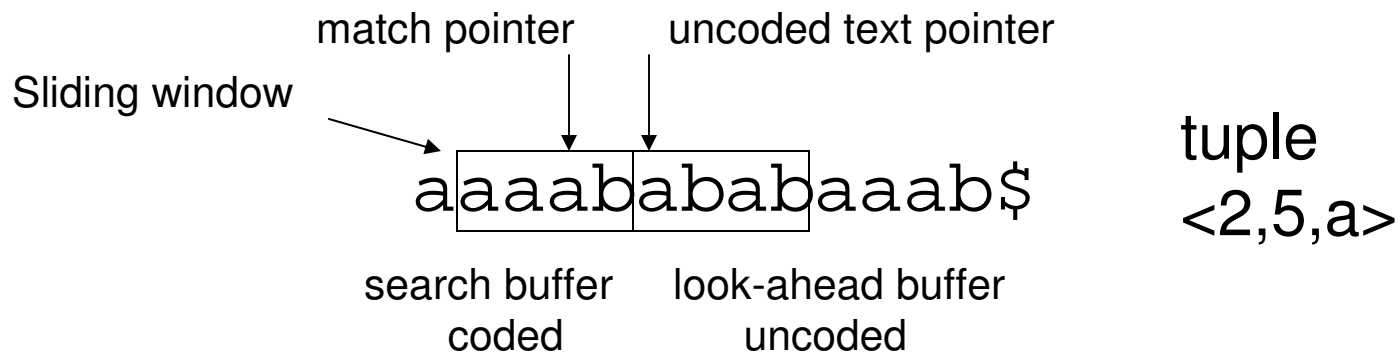 match pointer
uncoded text pointer
Sliding window
aaaababababaaab$
tuple
<2,5,a>
search buffer
coded
look-ahead buffer
uncoded